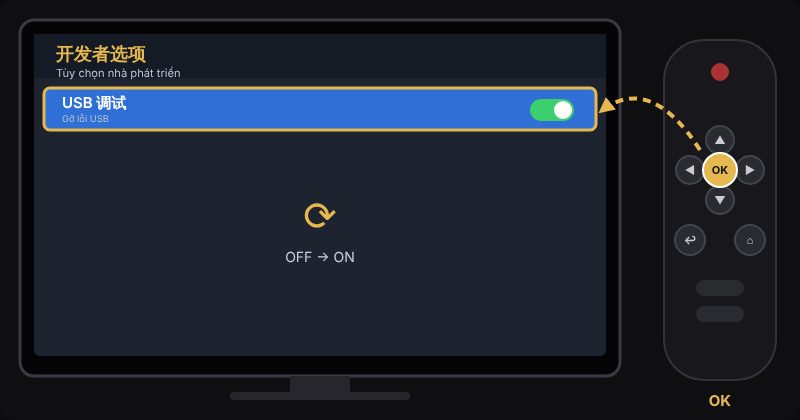 开发者选项
Tùy chọn nhà phát triển
USB 调试
Gỡ lỗi USB
OFF → ON
OK
OK